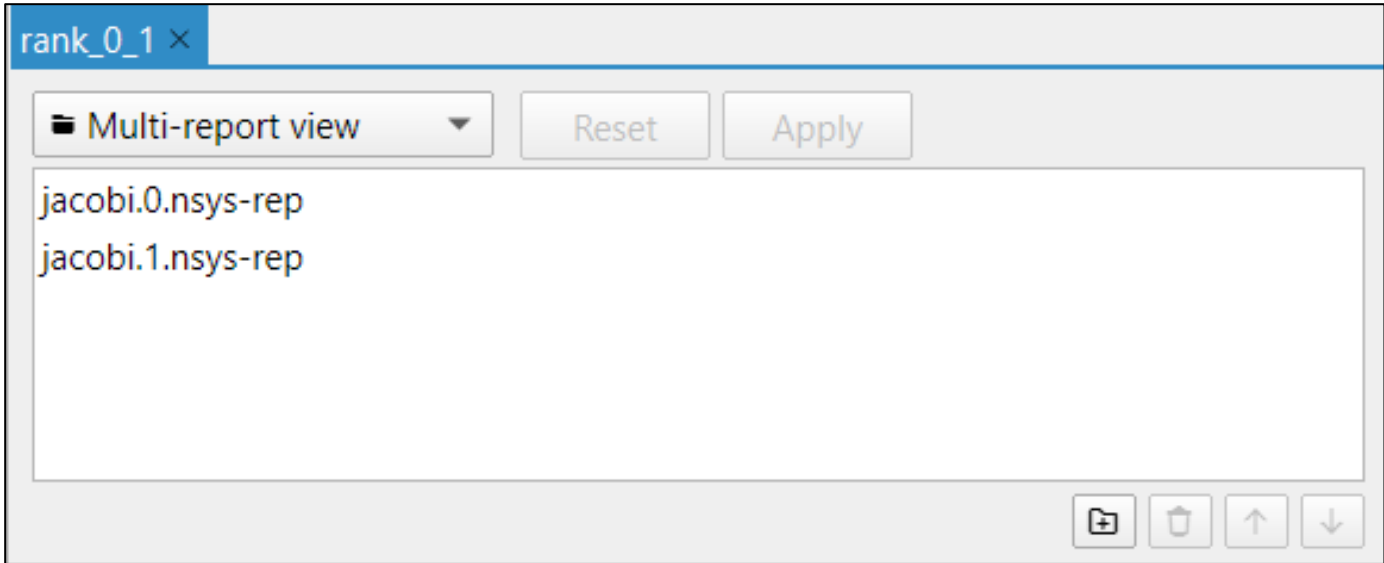 rank_0_1 ×
Multi-report view
Reset
Apply
jacobi.0.nsys-rep
jacobi.1.nsys-rep